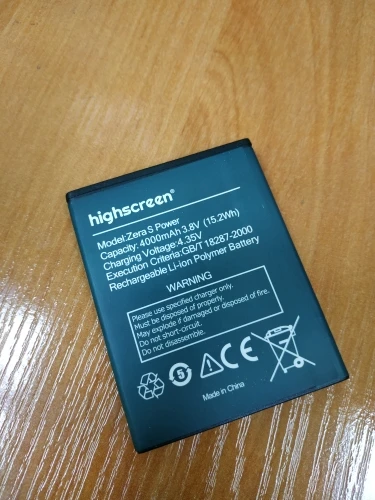 highscreen®
Model:Zera S Power
Capacity: 4000mAh 3.8V (15.2Wh)
Charging Voltage:4.35V
Execution Criteria:GB/T 18287-2000
Rechargeable Li-ion Polymer Battery
WARNING
Please use specified charger only.
Must be disposed of properly.
May explode if damaged or disposed of fire.
Do not short-circuit.
Do not disassemble.
CE
Made in China